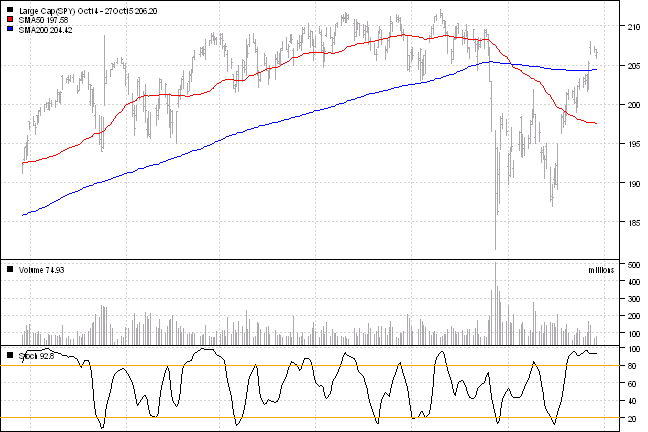 Large Cap(SPY) Oct14 - 27Oct15 206.20
SMA50 197.58
SMA200 204.42
210
205
200
195
190
185
Volume 74.93
millions
500
400
300
200
100
Stoch 92.8
100
80
60
40
20